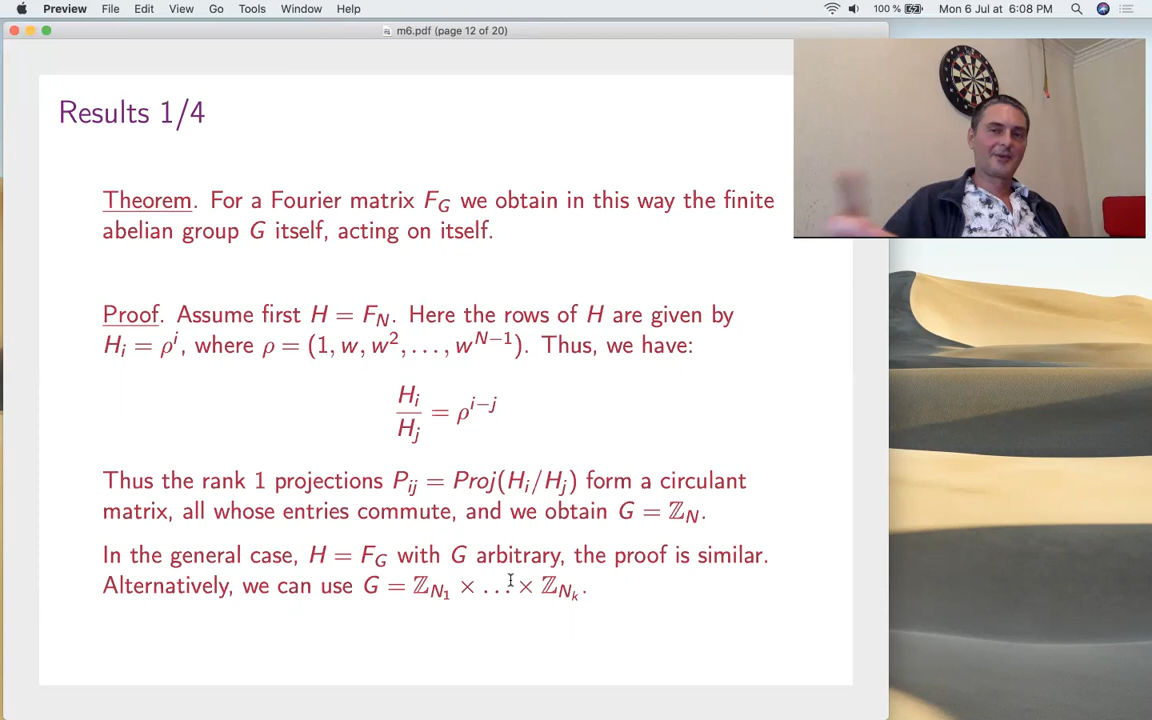 Preview File Edit View Go Tools Window Help 100 % Mon 6 Jul at 6:08 PM
m6.pdf (page 12 of 20)
Results 1/4
Theorem. For a Fourier matrix F_G we obtain in this way the finite
abelian group G itself, acting on itself.
Proof. Assume first H = F_N. Here the rows of H are given by
H_i = ρ^i, where ρ = (1, w, w^2, . . . , w^{N−1}). Thus, we have:
H_i / H_j = ρ^{i−j}
Thus the rank 1 projections P_{ij} = Proj(H_i/H_j) form a circulant
matrix, all whose entries commute, and we obtain G = ℤ_N.
In the general case, H = F_G with G arbitrary, the proof is similar.
Alternatively, we can use G = ℤ_{N_1} × . . . × ℤ_{N_k}.